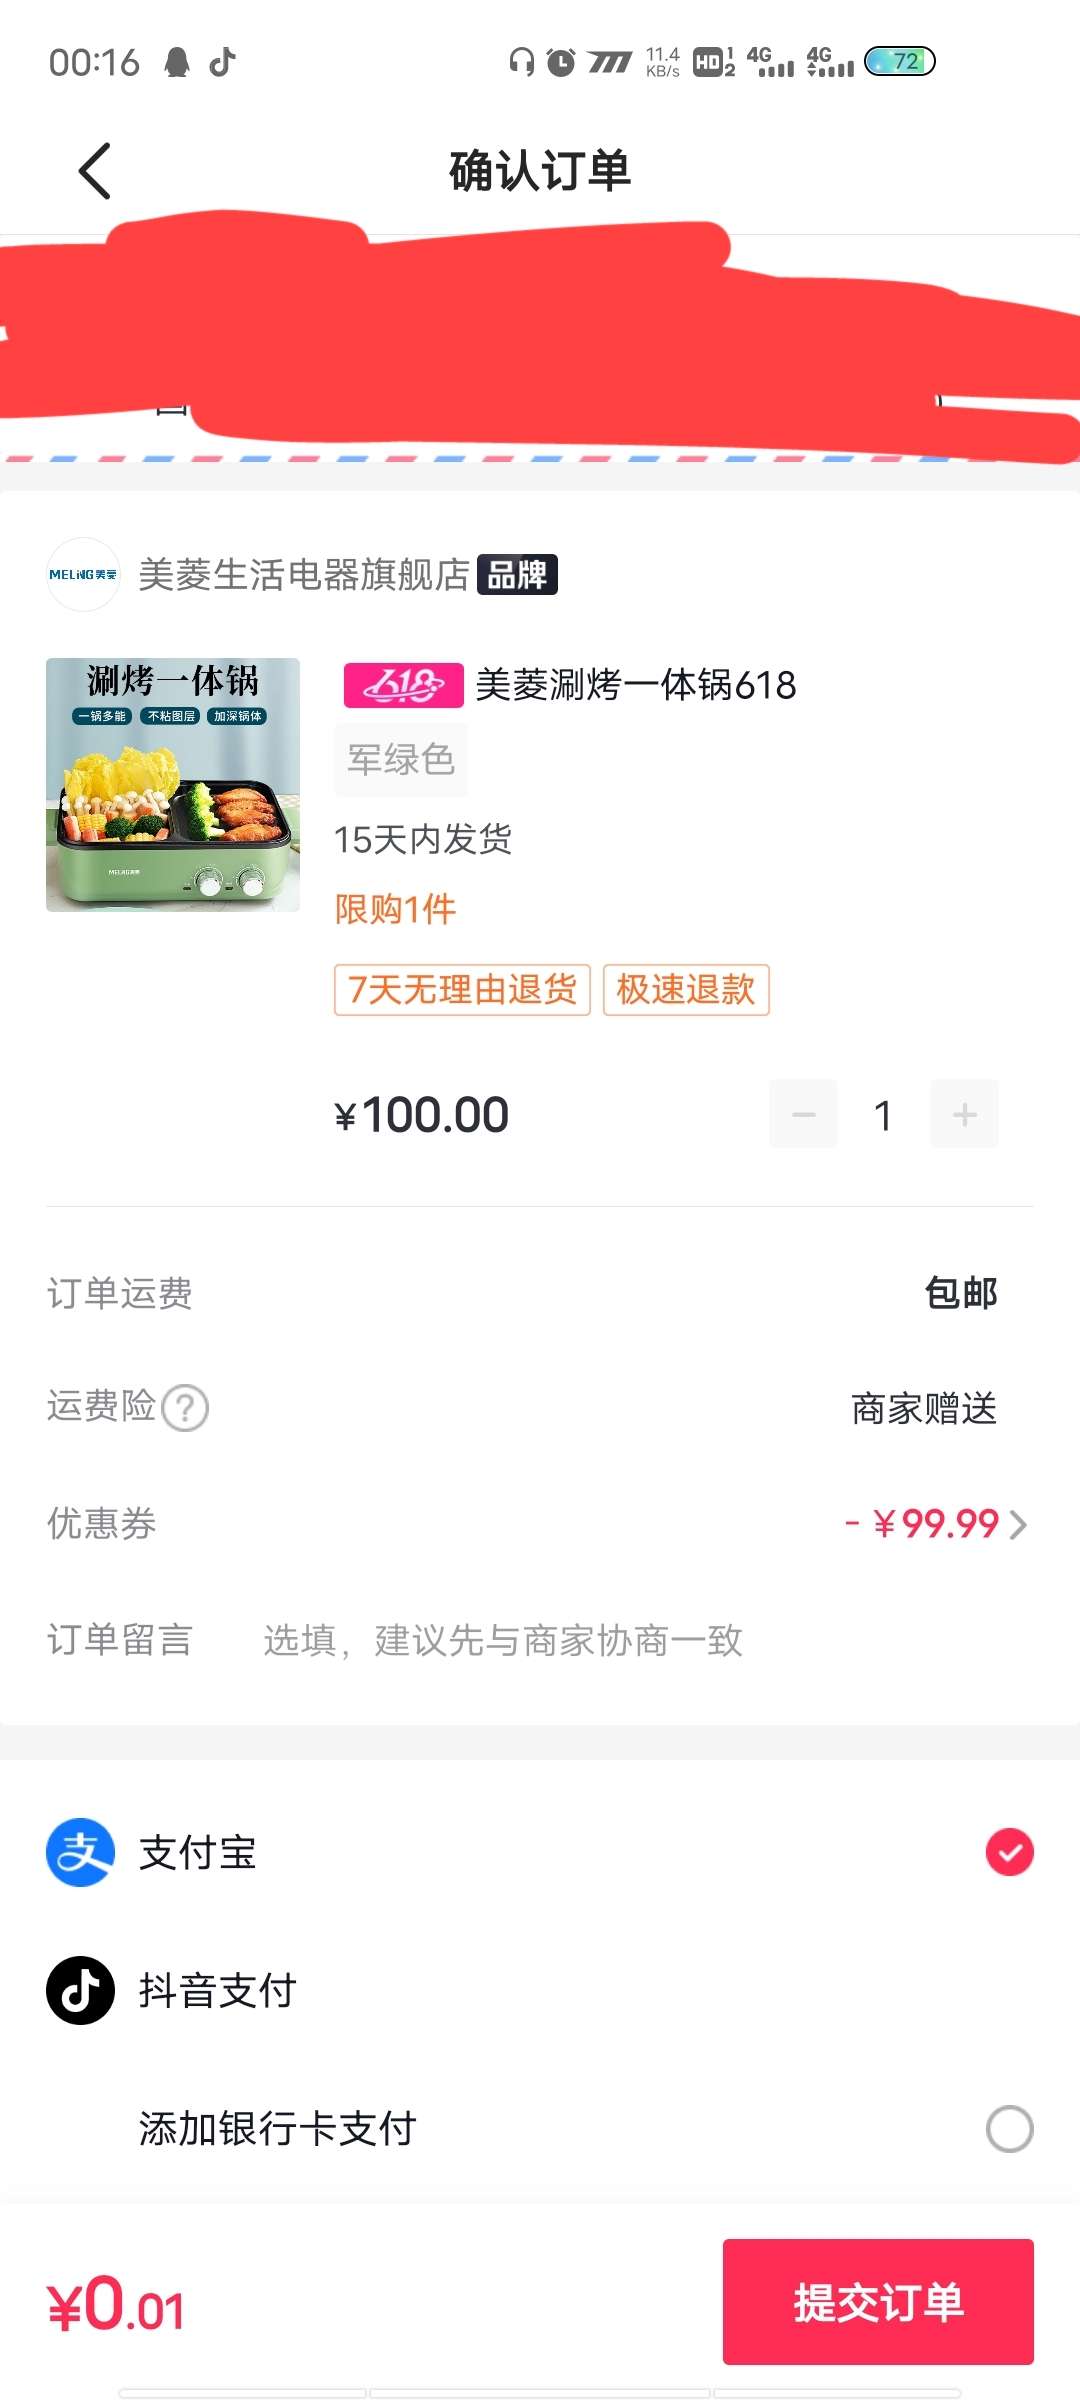 00:16
11.4
KB/s
HD 1
2
4G
4G
72
确认订单
MELING美菱
美菱生活电器旗舰店
品牌
涮烤一体锅
一锅多能
不粘图层
加深锅体
MELING美菱
618
美菱涮烤一体锅618
军绿色
15天内发货
限购1件
7天无理由退货
极速退款
¥100.00
1
订单运费
包邮
运费险
?
商家赠送
优惠券
- ¥99.99
订单留言
选填，建议先与商家协商一致
支
支付宝
抖音支付
添加银行卡支付
¥0.01
提交订单